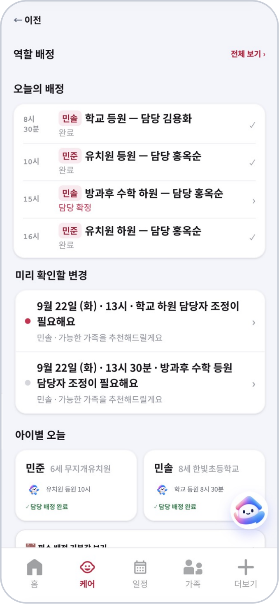 ← 이전
역할 배정
전체 보기 ›
오늘의 배정
8시
30분
민솔 학교 등원 — 담당 김용화
완료
10시
민준 유치원 등원 — 담당 홍옥순
완료
15시
민솔 방과후 수학 하원 — 담당 홍옥순
담당 확정
16시
민준 유치원 하원 — 담당 홍옥순
완료
미리 확인할 변경
9월 22일 (화) · 13시 · 학교 하원 담당자 조정이
필요해요
민솔 · 가능한 가족을 추천해드릴게요
9월 22일 (화) · 13시 30분 · 방과후 수학 등원
담당자 조정이 필요해요
민솔 · 가능한 가족을 추천해드릴게요
아이별 오늘
민준 6세 무지개유치원
유치원 등원 10시
✓ 담당 배정 완료
민솔 8세 한빛초등학교
학교 등원 8시 30분
✓ 담당 배정 완료
홈
케어
일정
가족
더보기